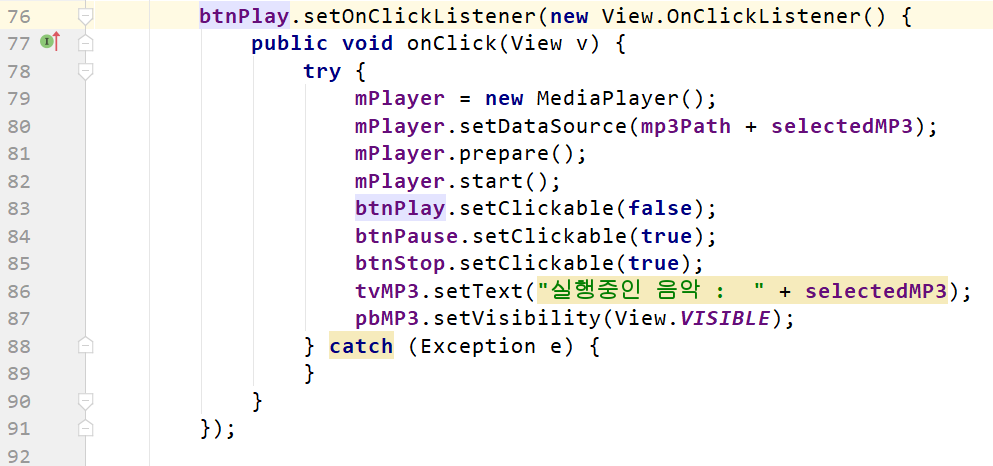 76 btnPlay.setOnClickListener(new View.OnClickListener() {
77 public void onClick(View v) {
78 try {
79 mPlayer = new MediaPlayer();
80 mPlayer.setDataSource(mp3Path + selectedMP3);
81 mPlayer.prepare();
82 mPlayer.start();
83 btnPlay.setClickable(false);
84 btnPause.setClickable(true);
85 btnStop.setClickable(true);
86 tvMP3.setText("실행중인 음악 :  " + selectedMP3);
87 pbMP3.setVisibility(View.VISIBLE);
88 } catch (Exception e) {
89 }
90 }
91 });
92